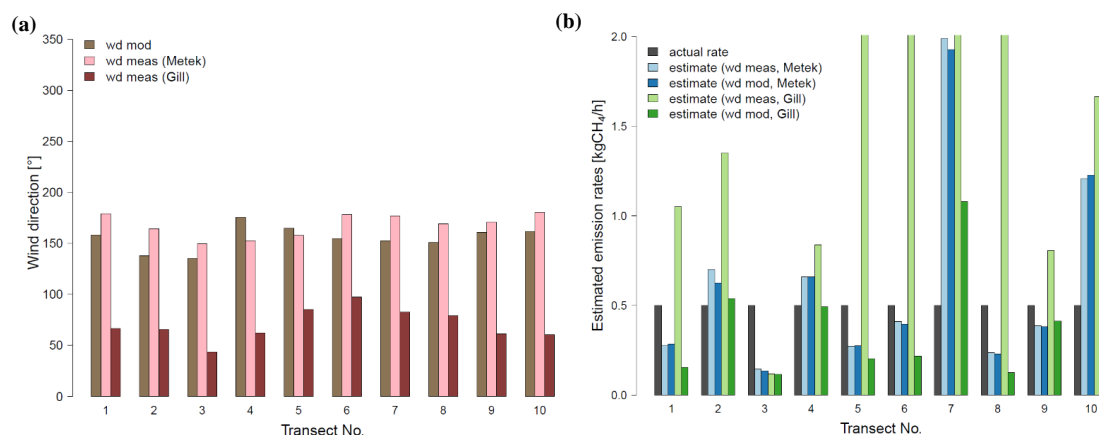 (a)
wd mod
wd meas (Metek)
wd meas (Gill)
Wind direction [°]
350
300
250
200
150
100
50
0
1 2 3 4 5 6 7 8 9 10
Transect No.
(b)
actual rate
estimate (wd meas, Metek)
estimate (wd mod, Metek)
estimate (wd meas, Gill)
estimate (wd mod, Gill)
Estimated emission rates [kgCH₄/h]
2.0
1.5
1.0
0.5
0.0
1 2 3 4 5 6 7 8 9 10
Transect No.